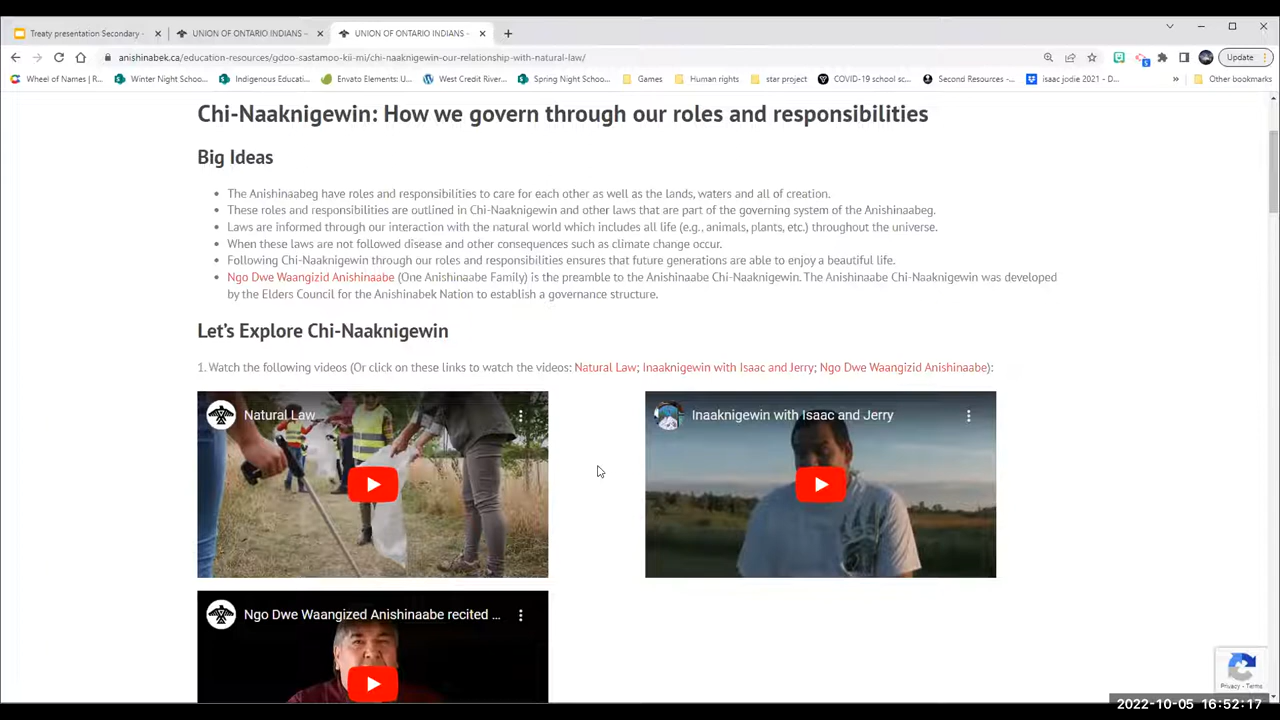 Treaty presentation Secondary -
UNION OF ONTARIO INDIANS -
UNION OF ONTARIO INDIANS -
anishinabek.ca/education-resources/gdoo-sastamoo-kii-mi/chi-naaknigewin-our-relationship-with-natural-law/
Update
Wheel of Names | R...
Winter Night School...
Indigenous Educati...
Envato Elements: U...
West Credit River...
Spring Night Schoo...
Games
Human rights
star project
COVID-19 school sc...
Second Resources -...
isaac jodie 2021 - D...
»
Other bookmarks
Chi-Naaknigewin: How we govern through our roles and responsibilities
Big Ideas
• The Anishinaabeg have roles and responsibilities to care for each other as well as the lands, waters and all of creation.
• These roles and responsibilities are outlined in Chi-Naaknigewin and other laws that are part of the governing system of the Anishinaabeg.
• Laws are informed through our interaction with the natural world which includes all life (e.g., animals, plants, etc.) throughout the universe.
• When these laws are not followed disease and other consequences such as climate change occur.
• Following Chi-Naaknigewin through our roles and responsibilities ensures that future generations are able to enjoy a beautiful life.
• Ngo Dwe Waangizid Anishinaabe (One Anishinaabe Family) is the preamble to the Anishinaabe Chi-Naaknigewin. The Anishinaabe Chi-Naaknigewin was developed
by the Elders Council for the Anishinabek Nation to establish a governance structure.
Let's Explore Chi-Naaknigewin
1. Watch the following videos (Or click on these links to watch the videos: Natural Law; Inaaknigewin with Isaac and Jerry; Ngo Dwe Waangizid Anishinaabe):
Natural Law
Inaaknigewin with Isaac and Jerry
Ngo Dwe Waangized Anishinaabe recited ...
Privacy - Terms
2022-10-05 16:52:17